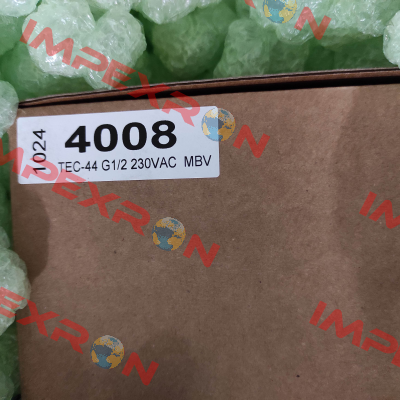 1024
4008
TEC-44 G1/2 230VAC MBV
IMPEXRON
IMPEXRON
IMPEXRON
IMPEXRON